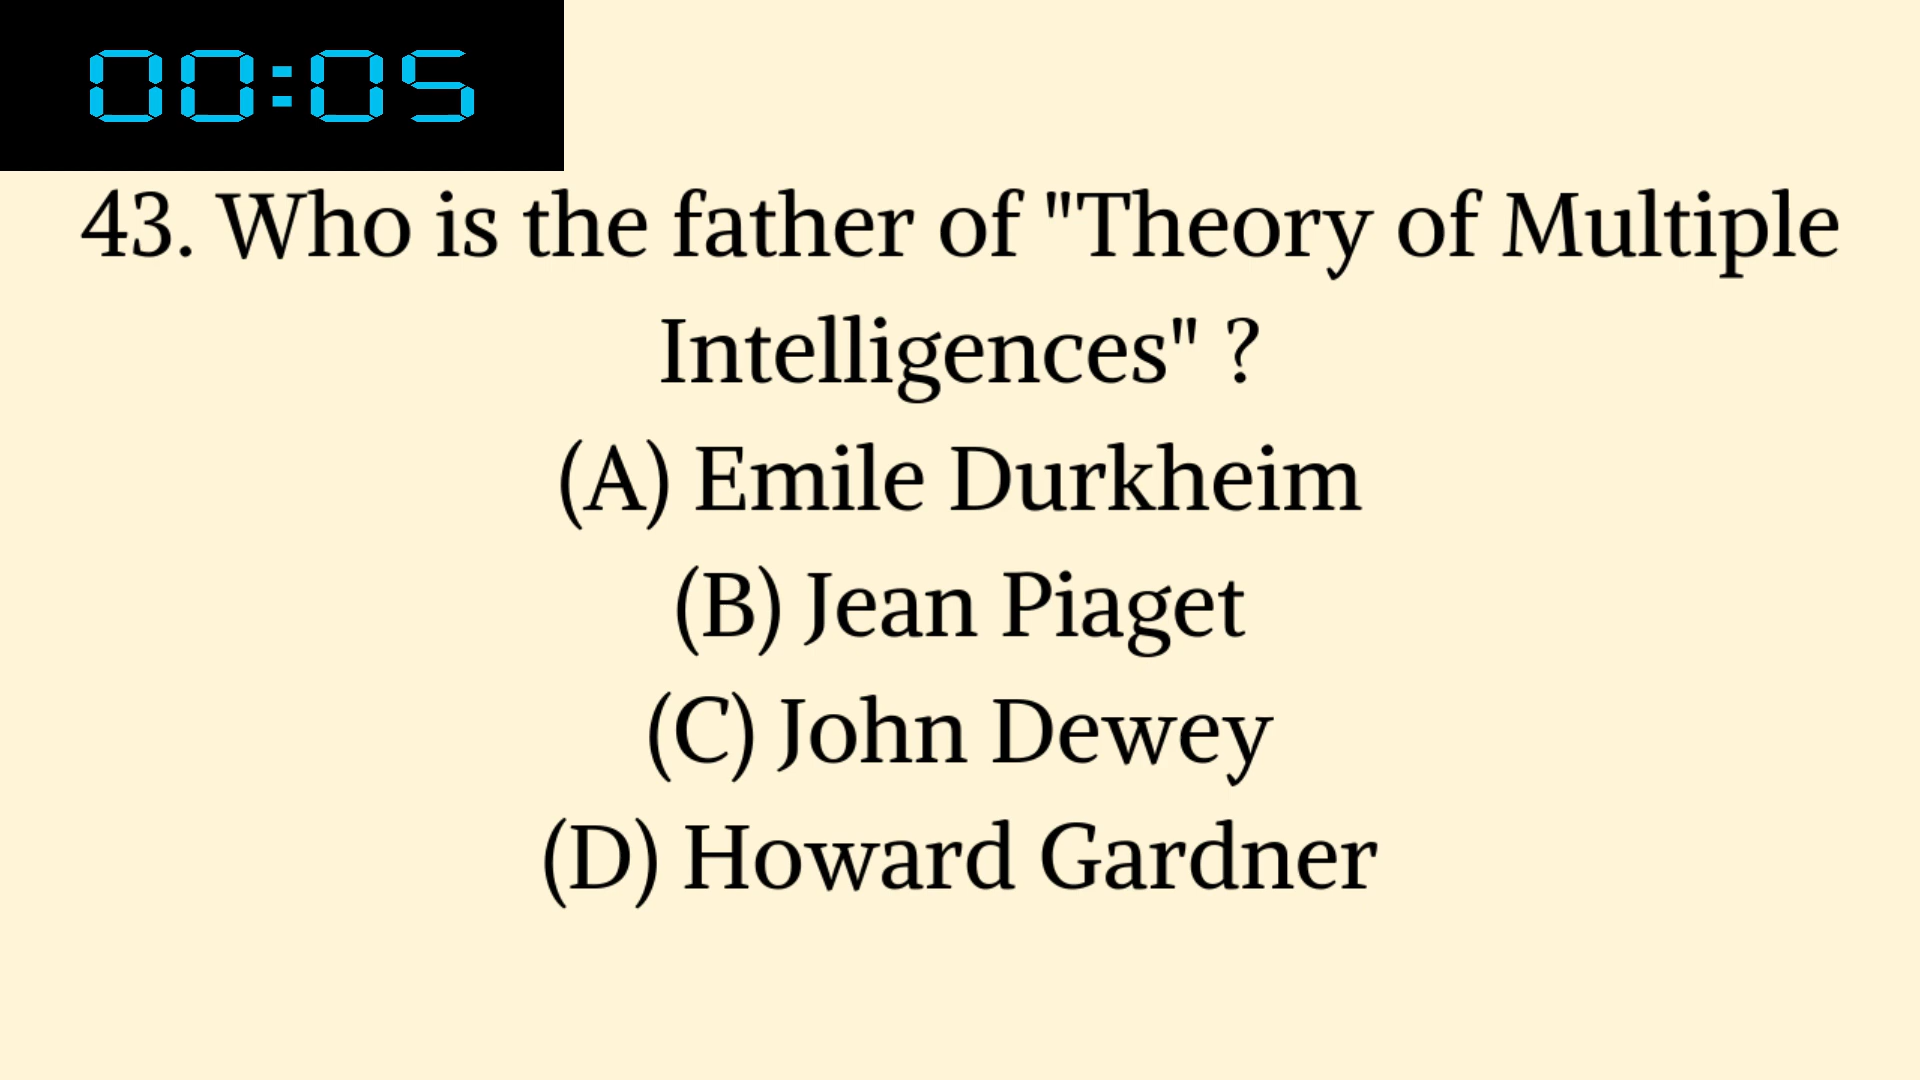 00:05
43. Who is the father of "Theory of Multiple
Intelligences" ?
(A) Emile Durkheim
(B) Jean Piaget
(C) John Dewey
(D) Howard Gardner